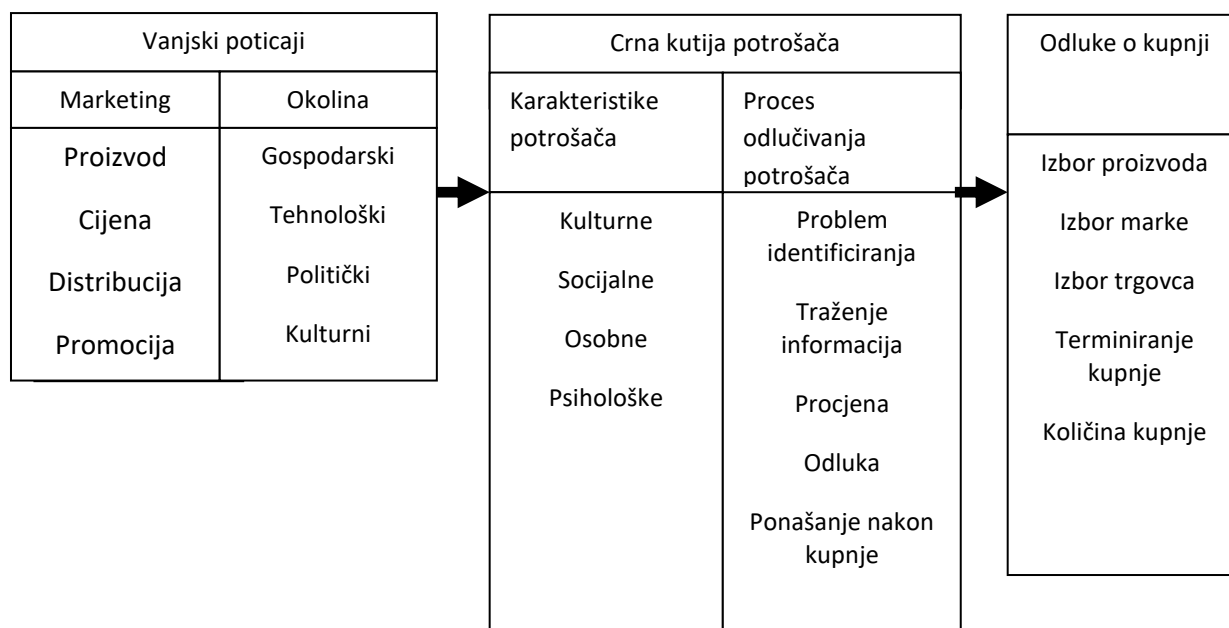 Vanjski poticaji
Marketing
Okolina
Proizvod
Cijena
Distribucija
Promocija
Gospodarski
Tehnološki
Politički
Kulturni
Crna kutija potrošača
Karakteristike
potrošača
Proces
odlučivanja
potrošača
Kulturne
Socijalne
Osobne
Psihološke
Problem
identificiranja
Traženje
informacija
Procjena
Odluka
Ponašanje nakon
kupnje
Odluke o kupnji
Izbor proizvoda
Izbor marke
Izbor trgovca
Terminiranje
kupnje
Količina kupnje